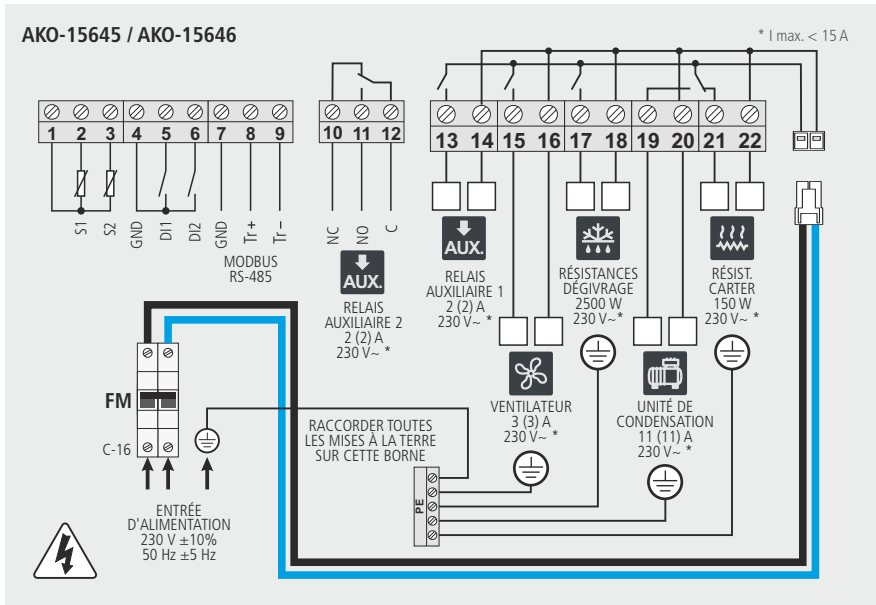 AKO-15645 / AKO-15646
* I max. < 15 A
1 2 3 4 5 6 7 8 9
10 11 12
13 14 15 16 17 18 19 20 21 22
S1
S2
GND
DI1
DI2
GND
Tr+
Tr−
MODBUS
RS-485
NC
NO
C
AUX.
RELAIS
AUXILIAIRE 2
2 (2) A
230 V~ *
AUX.
RELAIS
AUXILIAIRE 1
2 (2) A
230 V~ *
RÉSISTANCES
DÉGIVRAGE
2500 W
230 V~*
RÉSIST.
CARTER
150 W
230 V~ *
VENTILATEUR
3 (3) A
230 V~ *
UNITÉ DE
CONDENSATION
11 (11) A
230 V~ *
FM
C-16
RACCORDER TOUTES
LES MISES À LA TERRE
SUR CETTE BORNE
PE
ENTRÉE
D'ALIMENTATION
230 V ±10%
50 Hz ±5 Hz